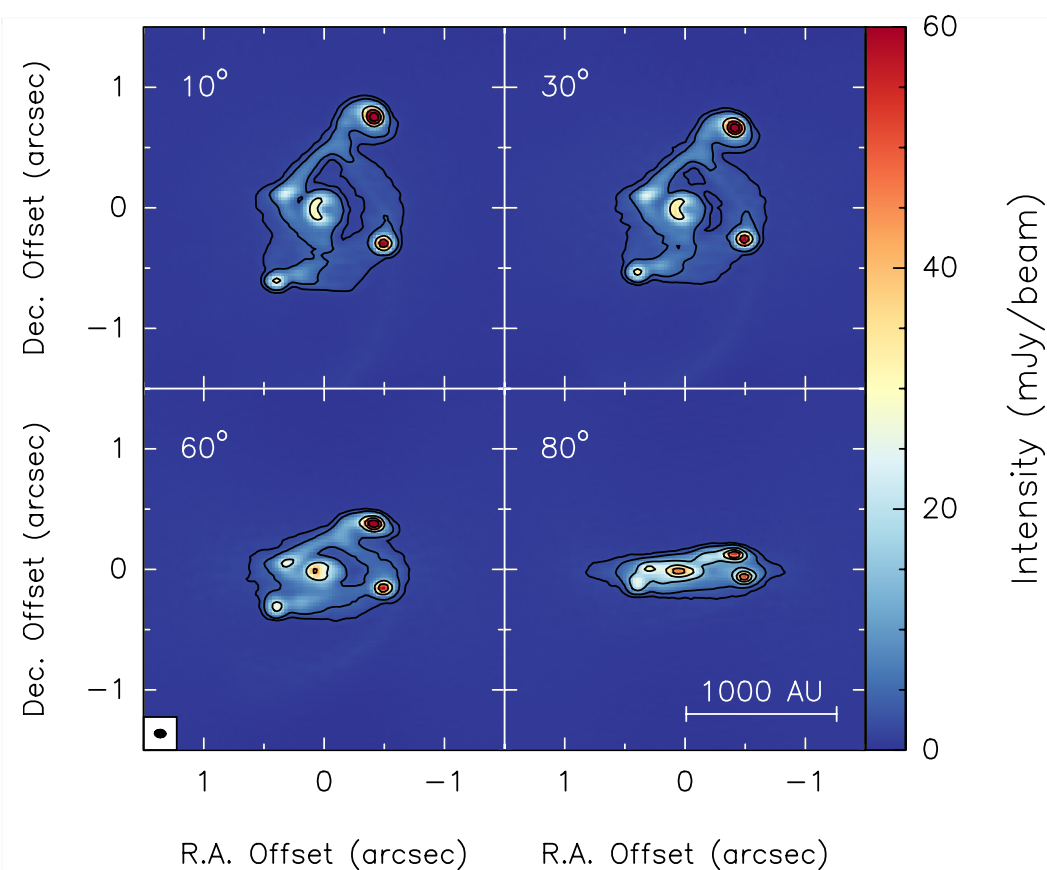 60
10° 30°
1
0
−1
Dec. Offset (arcsec)
40
Intensity (mJy/beam)
60° 80°
1
0
−1
Dec. Offset (arcsec)
20
1000 AU
0
1 0 −1 1 0 −1
R.A. Offset (arcsec) R.A. Offset (arcsec)